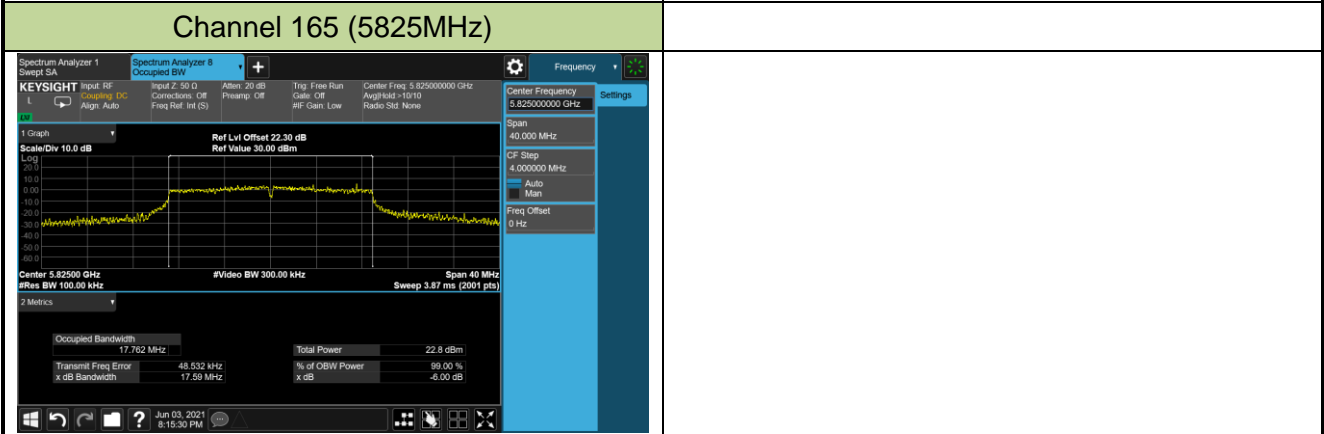 Channel 165 (5825MHz)
Spectrum Analyzer 1
Swept SA
Spectrum Analyzer 8
Occupied BW
Frequency
KEYSIGHT
L
Input: RF
Coupling: DC
Align: Auto
Input Z: 50 Ω
Corrections: Off
Freq Ref: Int (S)
Atten: 20 dB
Preamp: Off
Trig: Free Run
Gate: Off
#IF Gain: Low
Center Freq: 5.825000000 GHz
Avg|Hold:>10/10
Radio Std: None
Center Frequency
5.825000000 GHz
Settings
Span
40.000 MHz
CF Step
4.000000 MHz
Auto
Man
Freq Offset
0 Hz
1 Graph
Scale/Div 10.0 dB
Ref Lvl Offset 22.30 dB
Ref Value 30.00 dBm
Log
20.0
10.0
0.00
-10.0
-20.0
-30.0
-40.0
-50.0
-60.0
Center 5.82500 GHz
#Video BW 300.00 kHz
Span 40 MHz
#Res BW 100.00 kHz
Sweep 3.87 ms (2001 pts)
2 Metrics
Occupied Bandwidth
17.762 MHz
Total Power 22.8 dBm
Transmit Freq Error 48.532 kHz
% of OBW Power 99.00 %
x dB Bandwidth 17.59 MHz
x dB -6.00 dB
?
Jun 03, 2021
8:15:30 PM